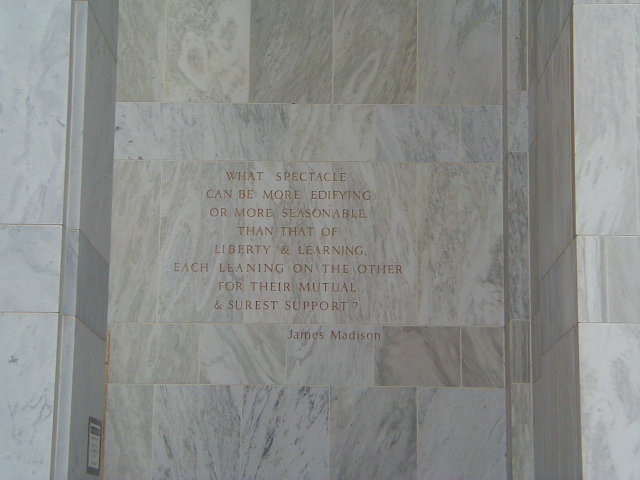 WHAT SPECTACLE
CAN BE MORE EDIFYING
OR MORE SEASONABLE,
THAN THAT OF
LIBERTY & LEARNING,
EACH LEANING ON THE OTHER
FOR THEIR MUTUAL
& SUREST SUPPORT?
James Madison